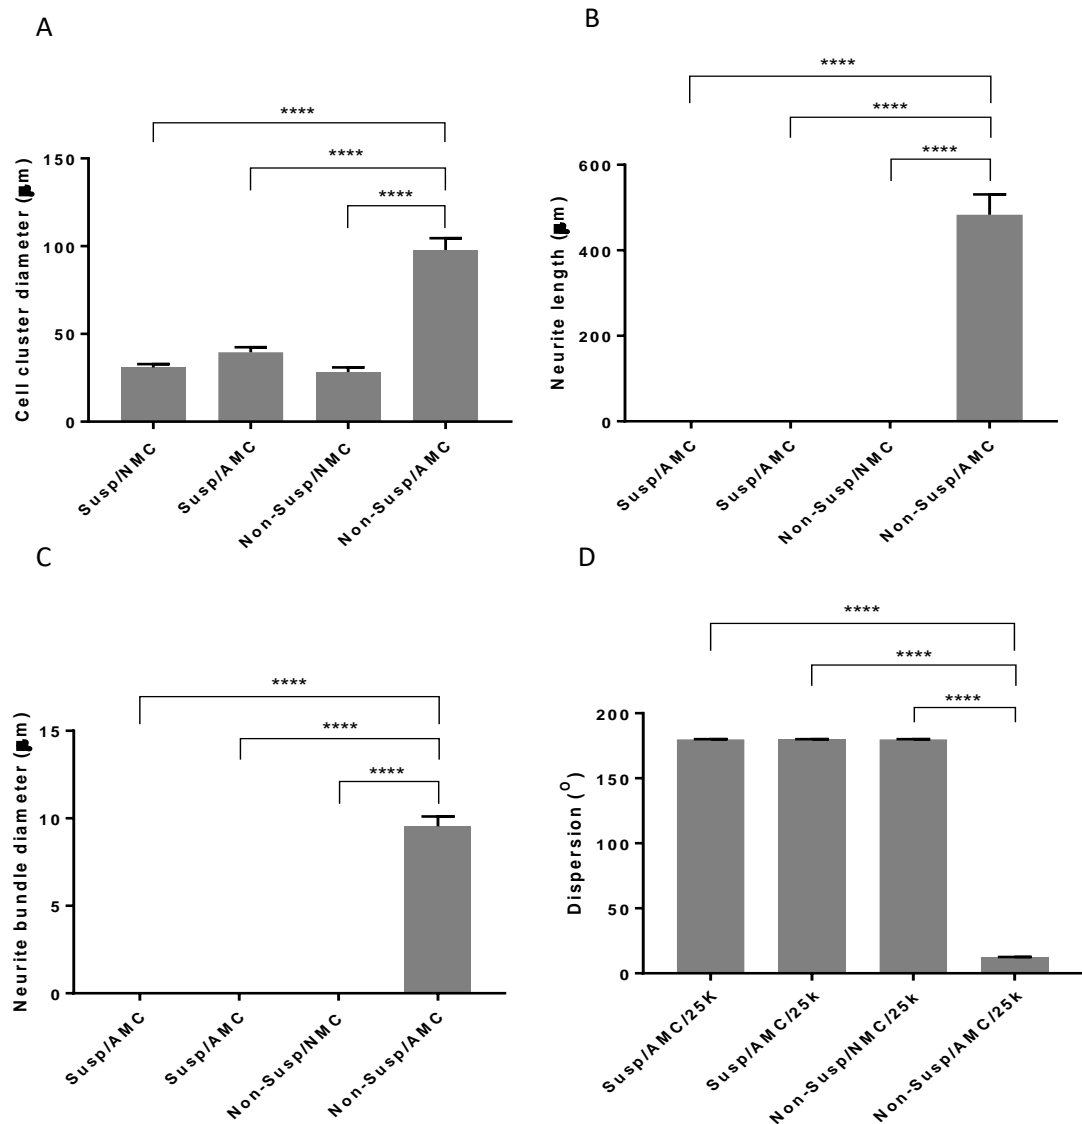 A
****
****
****
150
100
50
0
Cell cluster diameter (μm)
Susp/NMC
Susp/AMC
Non-Susp/NMC
Non-Susp/AMC
B
****
****
****
600
400
200
0
Neurite length (μm)
Susp/AMC
Susp/AMC
Non-Susp/NMC
Non-Susp/AMC
C
****
****
****
15
10
5
0
Neurite bundle diameter (μm)
Susp/AMC
Susp/AMC
Non-Susp/NMC
Non-Susp/AMC
D
****
****
****
200
150
100
50
0
Dispersion (O)
Susp/AMC/25K
Susp/AMC/25k
Non-Susp/NMC/25k
Non-Susp/AMC/25k